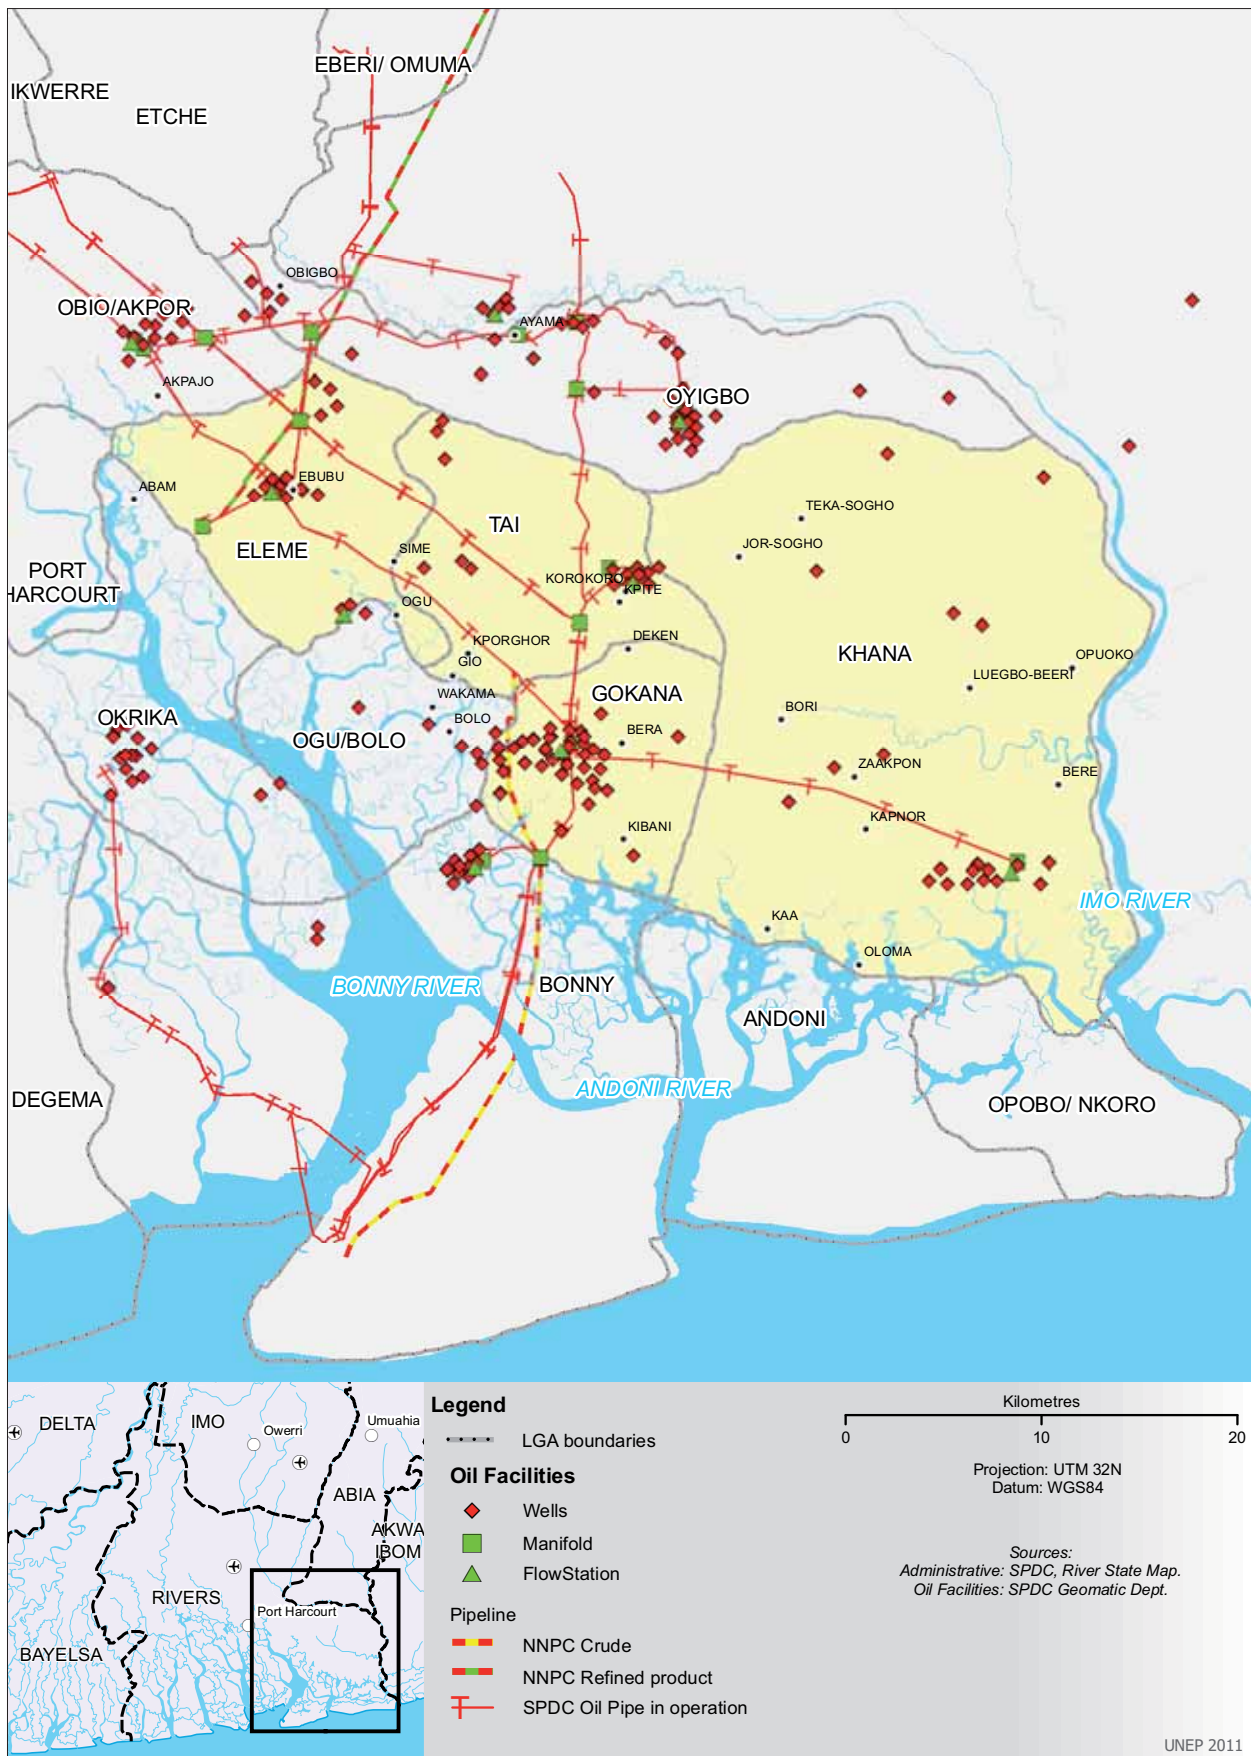 EBERI/ OMUMA
IKWERRE
ETCHE
OBIGBO
OBIO/AKPOR
AYAMA
AKPAJO
OYIGBO
EBUBU
ABAM
TEKA-SOGHO
TAI
JOR-SOGHO
ELEME
SIME
PORT
HARCOURT
KOROKORO
KPITE
OGU
DEKEN
KPORGHOR
KHANA
OPUOKO
GIO
LUEGBO-BEERI
GOKANA
WAKAMA
OKRIKA
BORI
BOLO
OGU/BOLO
BERA
ZAAKPON
BERE
KIBANI
KAPNOR
IMO RIVER
KAA
OLOMA
BONNY RIVER
BONNY
ANDONI
ANDONI RIVER
DEGEMA
OPOBO/ NKORO
DELTA
IMO
Owerri
Umuahia
ABIA
AKWA
IBOM
RIVERS
Port Harcourt
BAYELSA
Legend
LGA boundaries
Oil Facilities
Wells
Manifold
FlowStation
Pipeline
NNPC Crude
NNPC Refined product
SPDC Oil Pipe in operation
Kilometres
0 10 20
Projection: UTM 32N
Datum: WGS84
Sources:
Administrative: SPDC, River State Map.
Oil Facilities: SPDC Geomatic Dept.
UNEP 2011